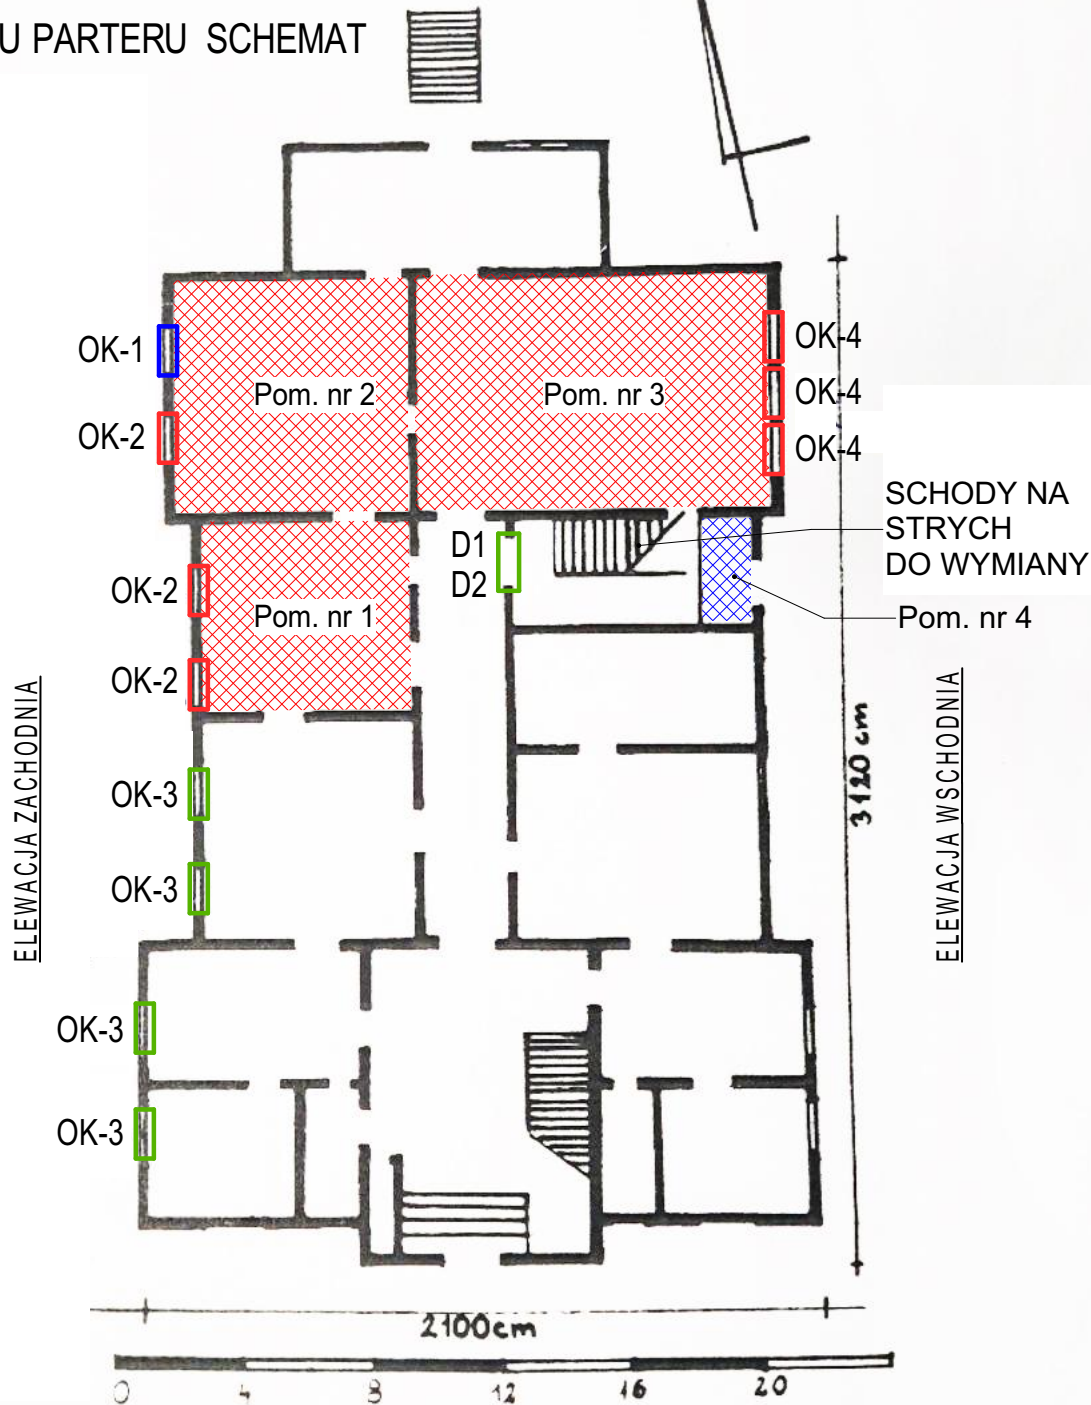 U PARTERU SCHEMAT
OK-1
Pom. nr 2
Pom. nr 3
OK-4
OK-4
OK-2
OK-4
SCHODY NA
STRYCH
DO WYMIANY
D1
D2
OK-2
Pom. nr 1
Pom. nr 4
OK-2
ELEWACJA ZACHODNIA
ELEWACJA WSCHODNIA
3120 cm
OK-3
OK-3
OK-3
OK-3
2100cm
0 4 8 12 16 20